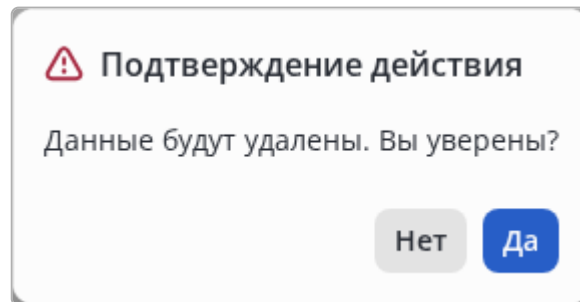 Подтверждение действия
Данные будут удалены. Вы уверены?
Нет Да